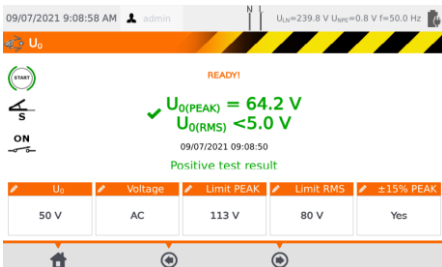 09/07/2021 9:08:58 AM admin N U_LN=239.8 V U_NPE=0.8 V f=50.0 Hz
U₀
START
READY!
S
U₀(PEAK) = 64.2 V
U₀(RMS) <5.0 V
ON
09/07/2021 09:08:50
Positive test result
U₀ Voltage Limit PEAK Limit RMS ±15% PEAK
50 V AC 113 V 80 V Yes